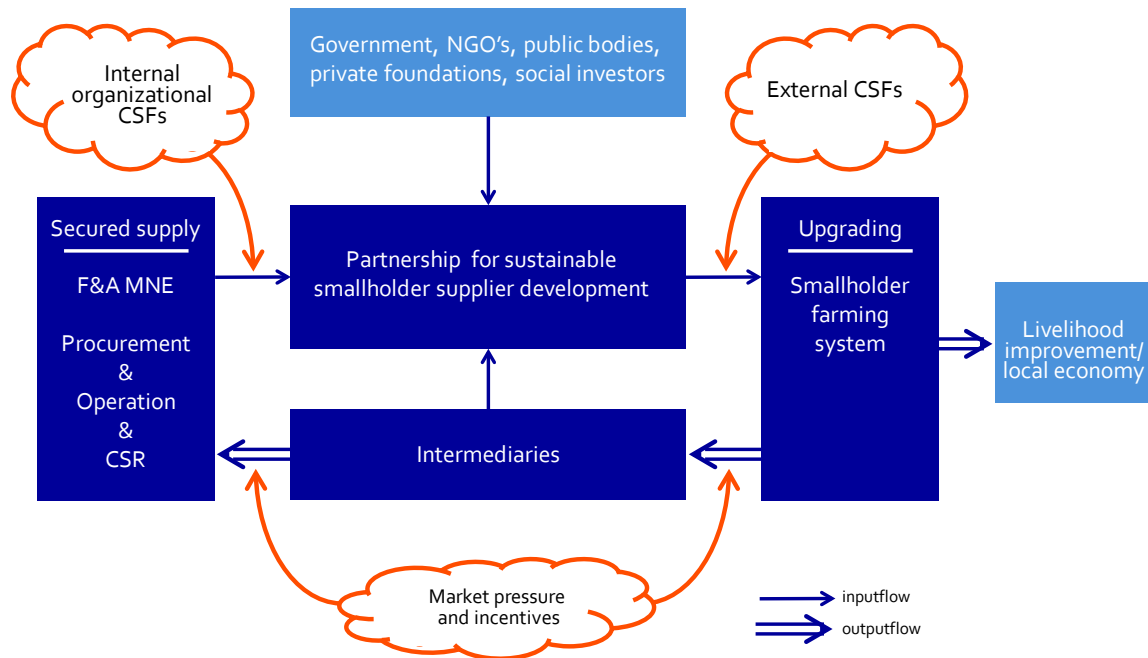 Internal
organizational
CSFs
Government, NGO's, public bodies,
private foundations, social investors
External CSFs
Secured supply
F&A MNE
Procurement
&
Operation
&
CSR
Partnership for sustainable
smallholder supplier development
Upgrading
Smallholder
farming
system
Livelihood
improvement/
local economy
Intermediaries
Market pressure
and incentives
inputflow
outputflow